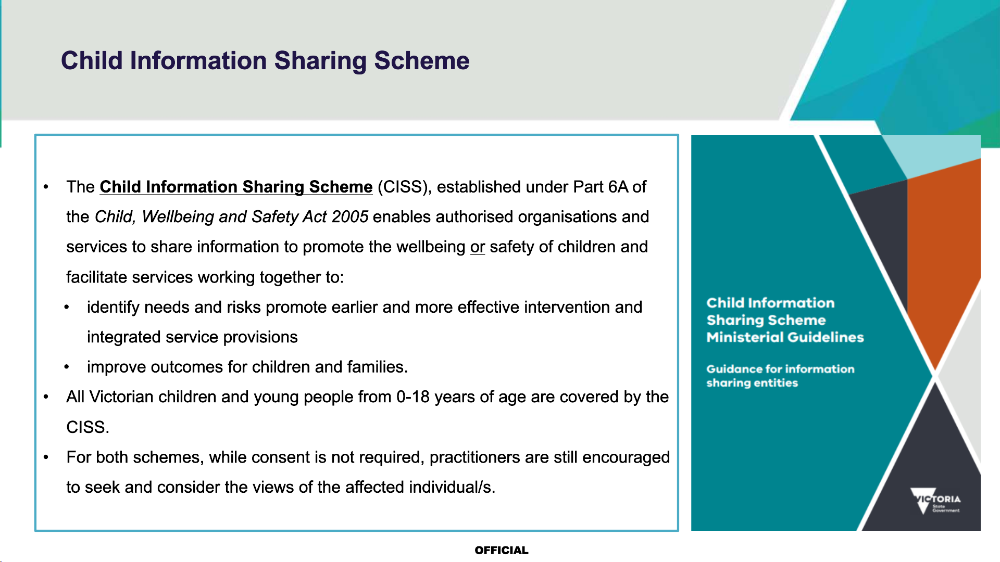 Child Information Sharing Scheme
• The Child Information Sharing Scheme (CISS), established under Part 6A of
the Child, Wellbeing and Safety Act 2005 enables authorised organisations and
services to share information to promote the wellbeing or safety of children and
facilitate services working together to:
• identify needs and risks promote earlier and more effective intervention and
integrated service provisions
• improve outcomes for children and families.
• All Victorian children and young people from 0-18 years of age are covered by the
CISS.
• For both schemes, while consent is not required, practitioners are still encouraged
to seek and consider the views of the affected individual/s.
Child Information
Sharing Scheme
Ministerial Guidelines
Guidance for information
sharing entities
VICTORIA
State
Government
OFFICIAL